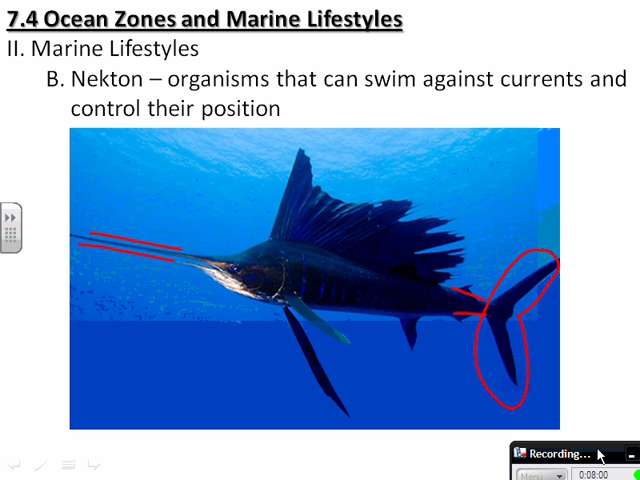 7.4 Ocean Zones and Marine Lifestyles
II. Marine Lifestyles
B. Nekton – organisms that can swim against currents and
control their position
Recording...
Menu
0:08:00